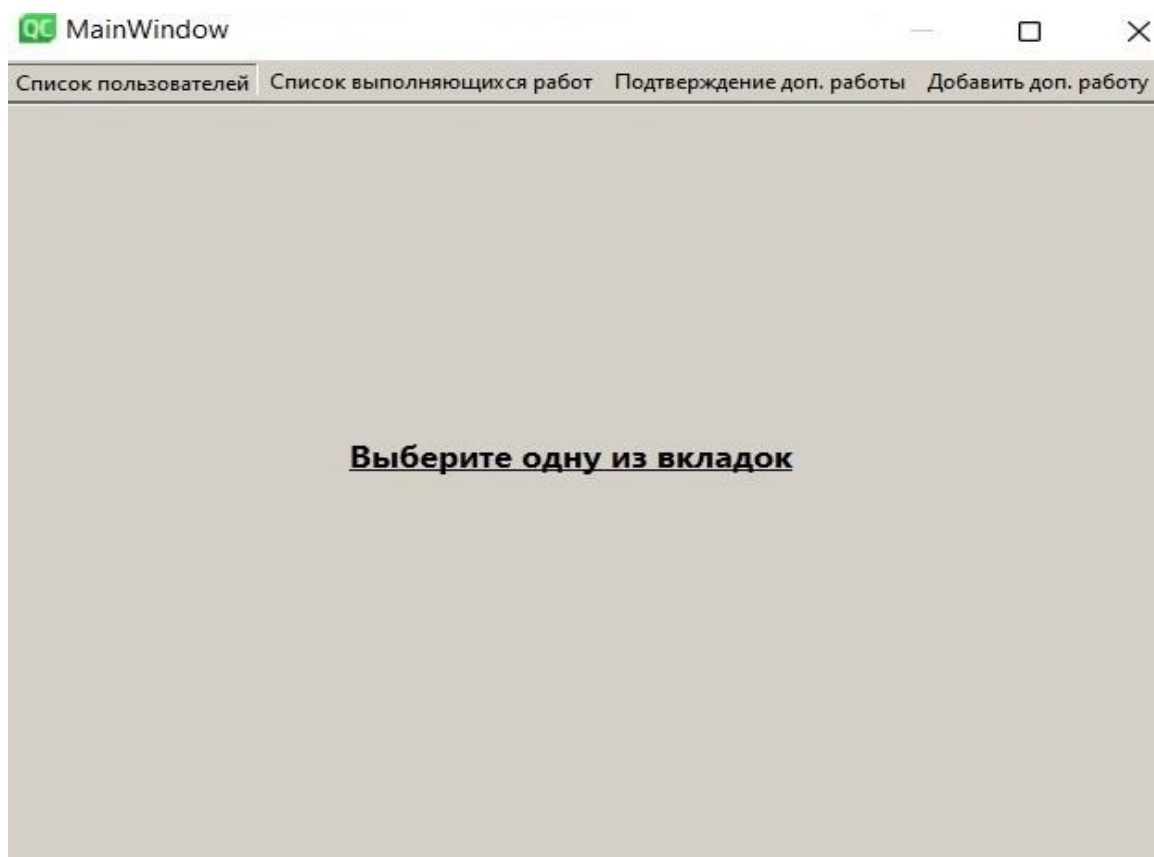 QC MainWindow
Список пользователей Список выполняющихся работ Подтверждение доп. работы Добавить доп. работу
Выберите одну из вкладок